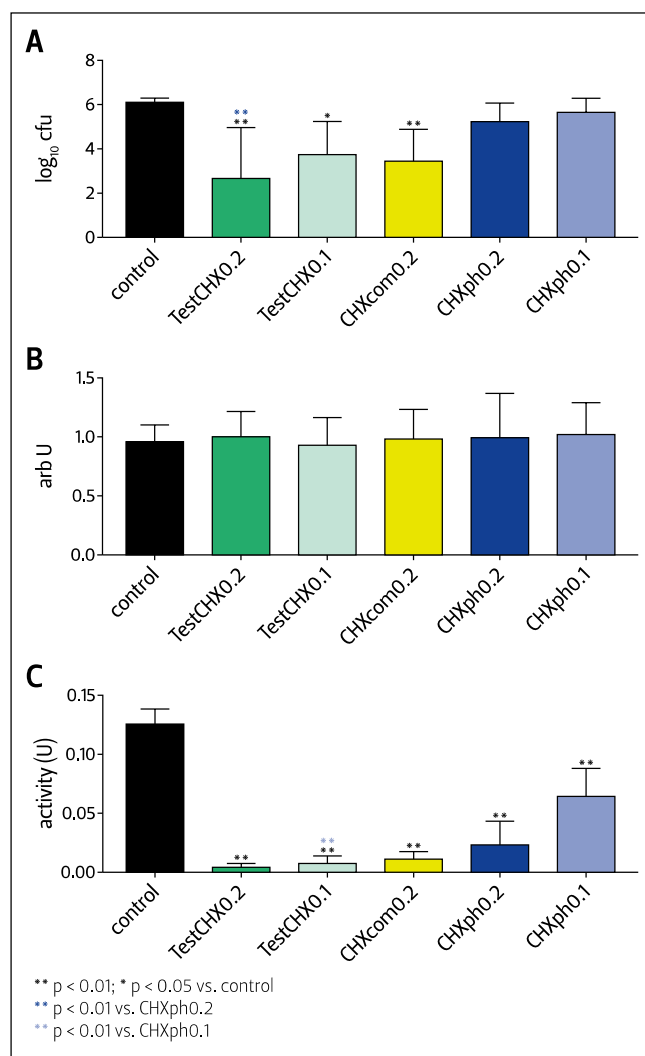 A
8
6
4
2
0
log₁₀ cfu
**
**
*
**
control
TestCHX0.2
TestCHX0.1
CHXcom0.2
CHXph0.2
CHXph0.1
B
1.5
1.0
0.5
0.0
arb U
control
TestCHX0.2
TestCHX0.1
CHXcom0.2
CHXph0.2
CHXph0.1
C
0.15
0.10
0.05
0.00
activity (U)
**
**
**
**
**
**
control
TestCHX0.2
TestCHX0.1
CHXcom0.2
CHXph0.2
CHXph0.1
** p < 0.01; * p < 0.05 vs. control
** p < 0.01 vs. CHXph0.2
** p < 0.01 vs. CHXph0.1